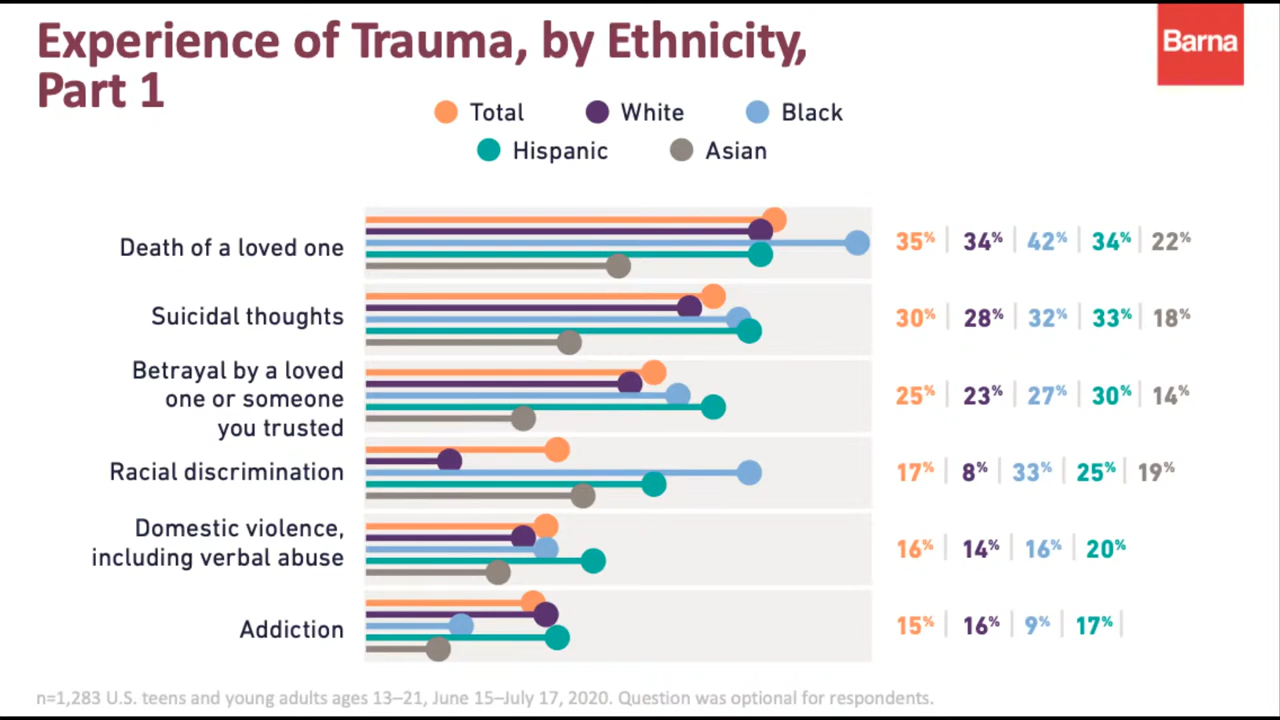 Experience of Trauma, by Ethnicity,
Part 1
Barna
Total White Black
Hispanic Asian
Death of a loved one 35% | 34% | 42% | 34% | 22%
Suicidal thoughts 30% | 28% | 32% | 33% | 18%
Betrayal by a loved
one or someone
you trusted
25% | 23% | 27% | 30% | 14%
Racial discrimination 17% | 8% | 33% | 25% | 19%
Domestic violence,
including verbal abuse
16% | 14% | 16% | 20%
Addiction 15% | 16% | 9% | 17% |
n=1,283 U.S. teens and young adults ages 13–21, June 15–July 17, 2020. Question was optional for respondents.